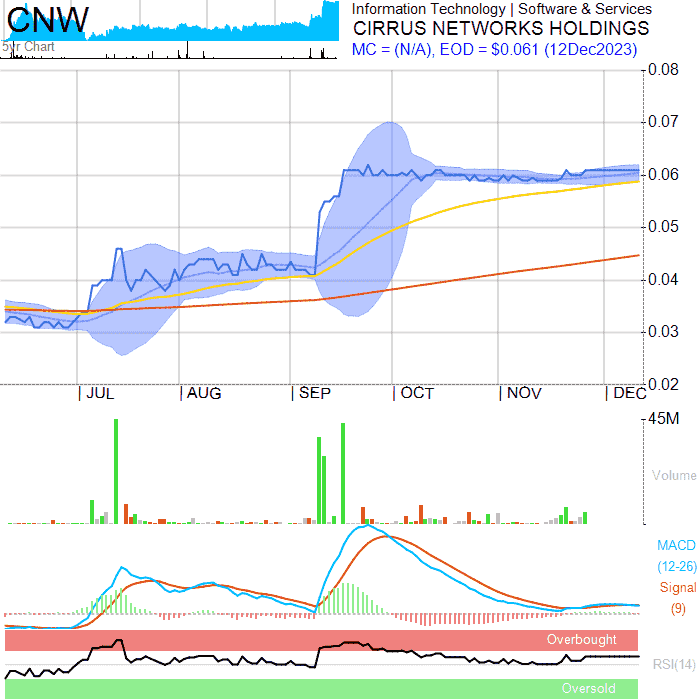 CNW
5yr Chart
Information Technology | Software & Services
CIRRUS NETWORKS HOLDINGS
MC = (N/A), EOD = $0.061 (12Dec2023)
0.08
0.07
0.06
0.05
0.04
0.03
0.02
| JUL | AUG | SEP | OCT | NOV | DEC
45M
Volume
MACD
(12-26)
Signal
(9)
Overbought
RSI(14)
Oversold